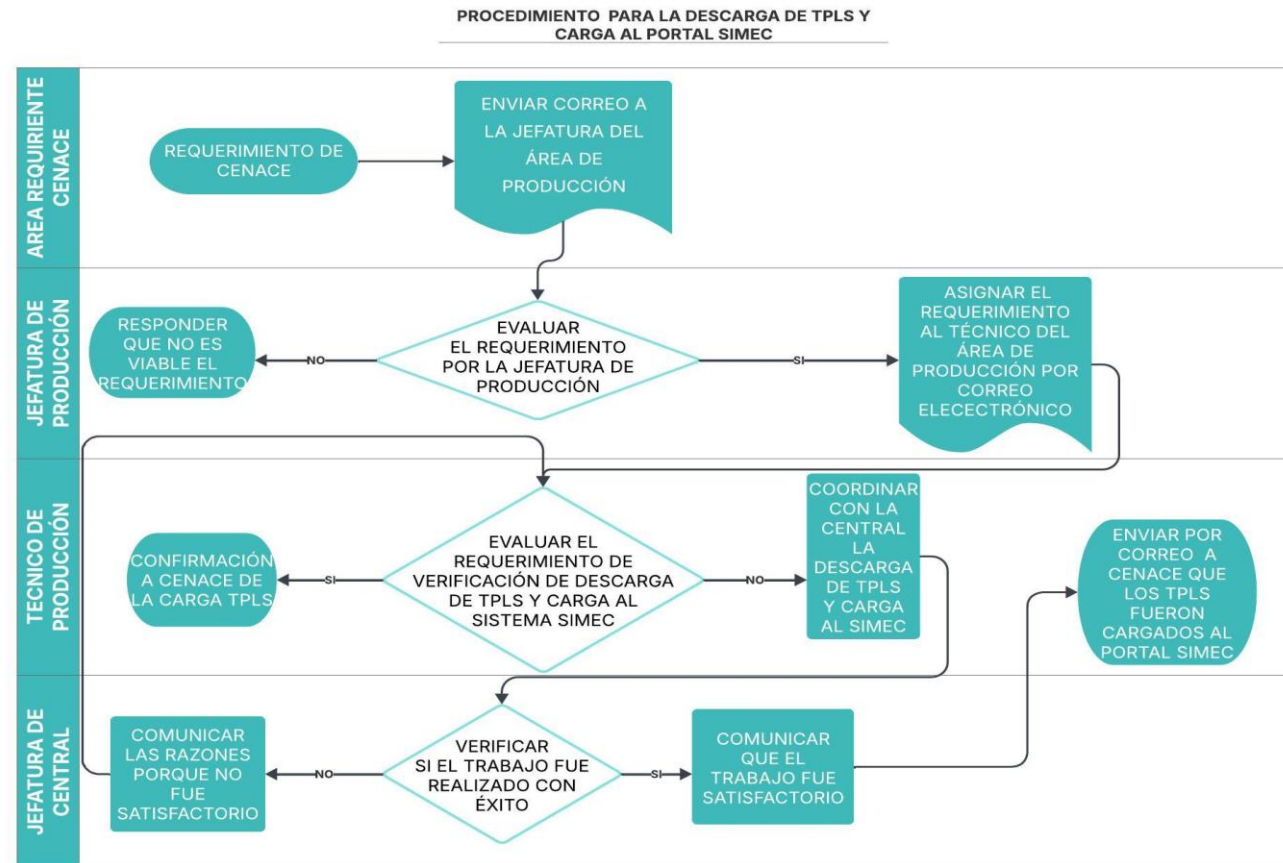 PROCEDIMIENTO PARA LA DESCARGA DE TPLS Y
CARGA AL PORTAL SIMEC
AREA REQUIRIENTE
CENACE
REQUERIMIENTO DE
CENACE
ENVIAR CORREO A
LA JEFATURA DEL
ÁREA DE
PRODUCCIÓN
JEFATURA DE
PRODUCCIÓN
RESPONDER
QUE NO ES
VIABLE EL
REQUERIMIENTO
NO
EVALUAR
EL REQUERIMIENTO
POR LA JEFATURA DE
PRODUCCIÓN
SI
ASIGNAR EL
REQUERIMIENTO
AL TÉCNICO DEL
ÁREA DE
PRODUCCIÓN POR
CORREO
ELECECTRÓNICO
TECNICO DE
PRODUCCIÓN
CONFIRMACIÓN
A CENACE DE
LA CARGA TPLS
SI
EVALUAR EL
REQUERIMIENTO DE
VERIFICACIÓN DE DESCARGA
DE TPLS Y CARGA AL
SISTEMA SIMEC
NO
COORDINAR
CON LA
CENTRAL
LA
DESCARGA
DE TPLS
Y CARGA
AL SIMEC
ENVIAR POR
CORREO A
CENACE QUE
LOS TPLS
FUERON
CARGADOS AL
PORTAL SIMEC
JEFATURA DE
CENTRAL
COMUNICAR
LAS RAZONES
PORQUE NO
FUE
SATISFACTORIO
NO
VERIFICAR
SI EL TRABAJO FUE
REALIZADO CON
ÉXITO
SI
COMUNICAR
QUE EL
TRABAJO FUE
SATISFACTORIO